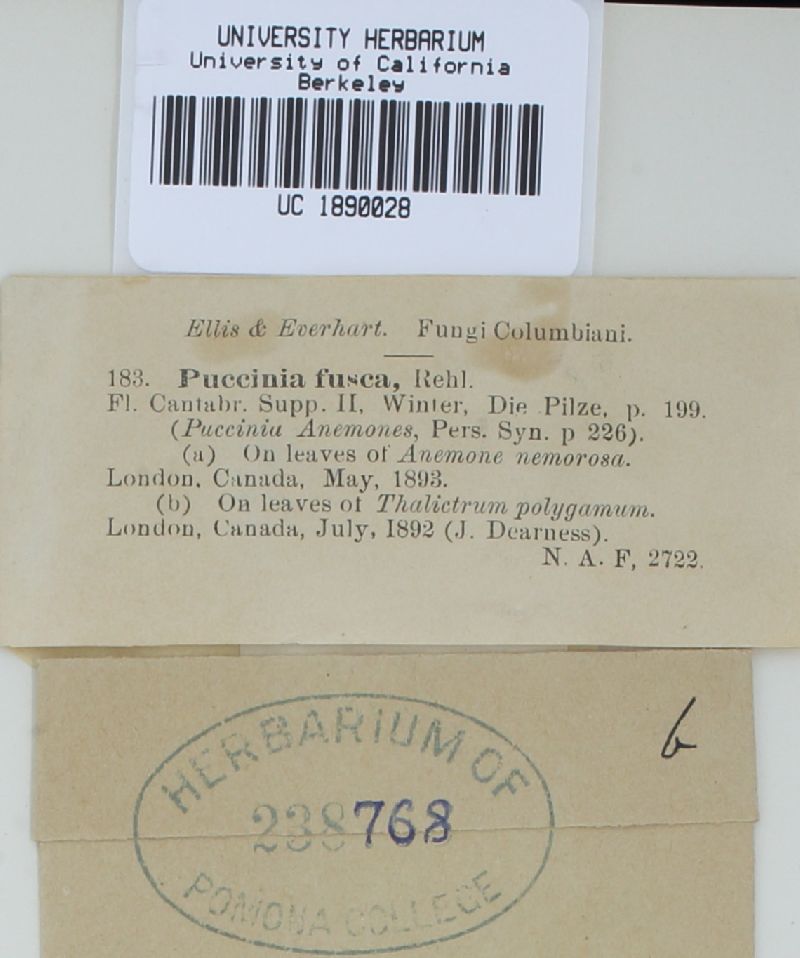 UNIVERSITY HERBARIUM
University of California
Berkeley
UC 1890028
Ellis & Everhart. Fungi Columbiani.
183. Puccinia fusca, Rehl.
Fl. Cantabr. Supp. II, Winter, Die Pilze, p. 199.
(Puccinia Anemones, Pers. Syn. p 226).
(a) On leaves of Anemone nemorosa.
London, Canada, May, 1893.
(b) On leaves of Thalictrum polygamum.
London, Canada, July, 1892 (J. Dearness).
N. A. F, 2722.
b
HERBARIUM OF
238768
POMONA COLLEGE